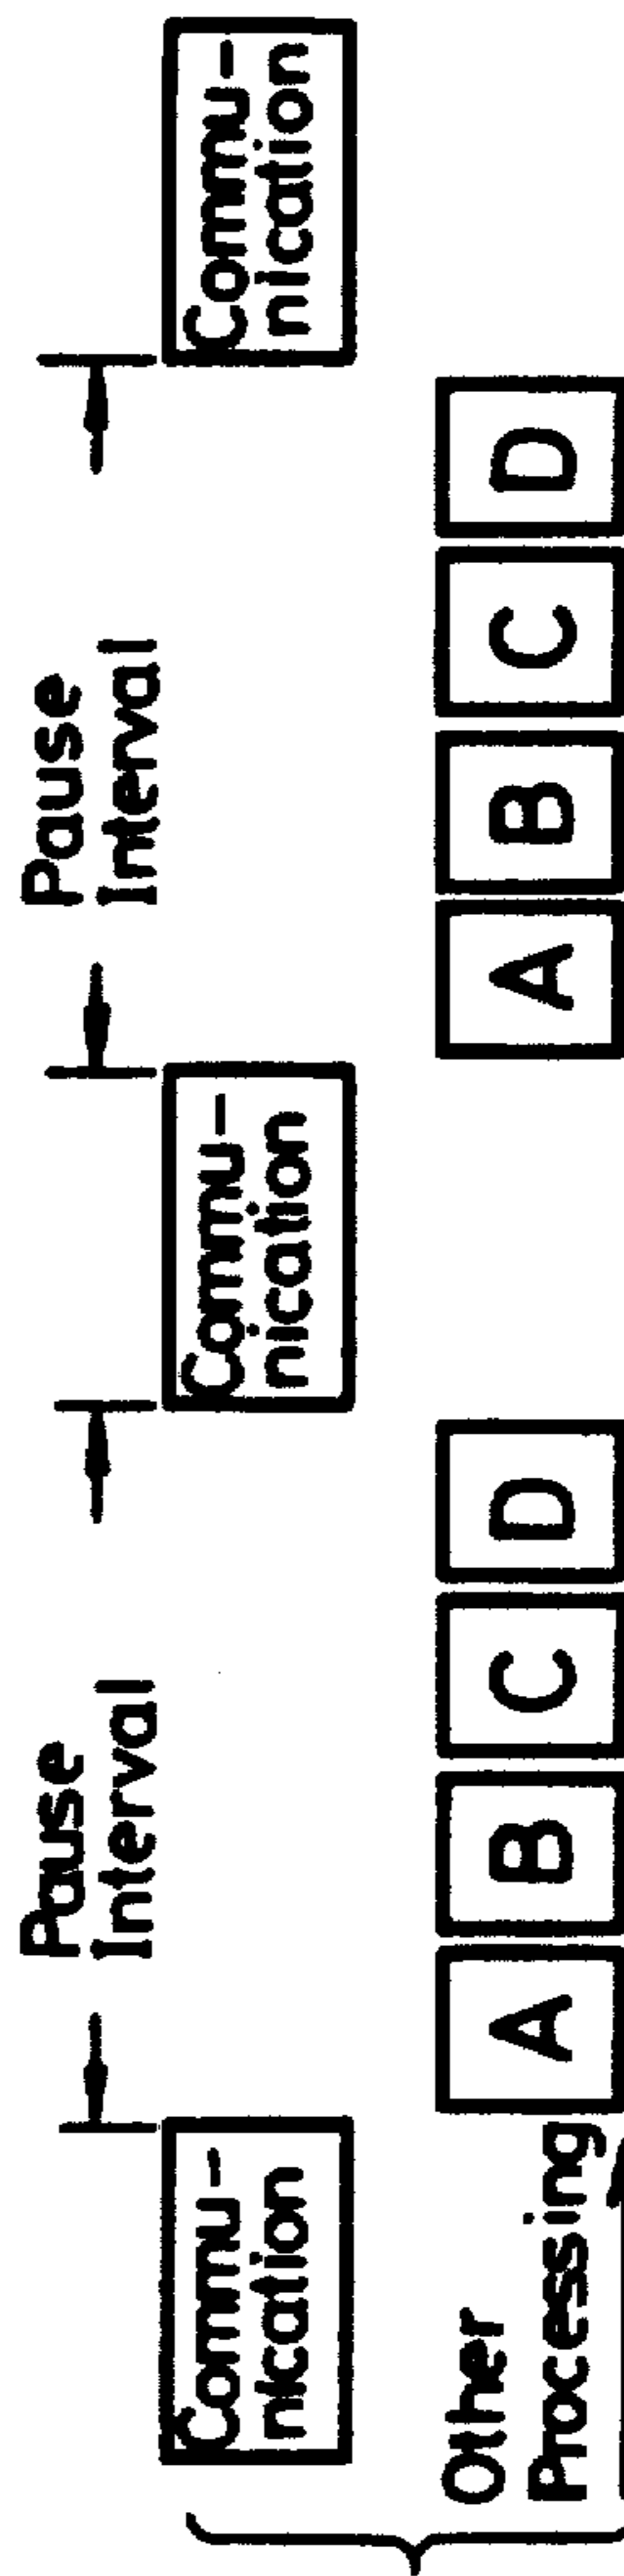 Pause
Interval
Pause
Interval
Commu-
nication
Commu-
nication
Commu-
nication
Other
Processing
A
B
C
D
A
B
C
D